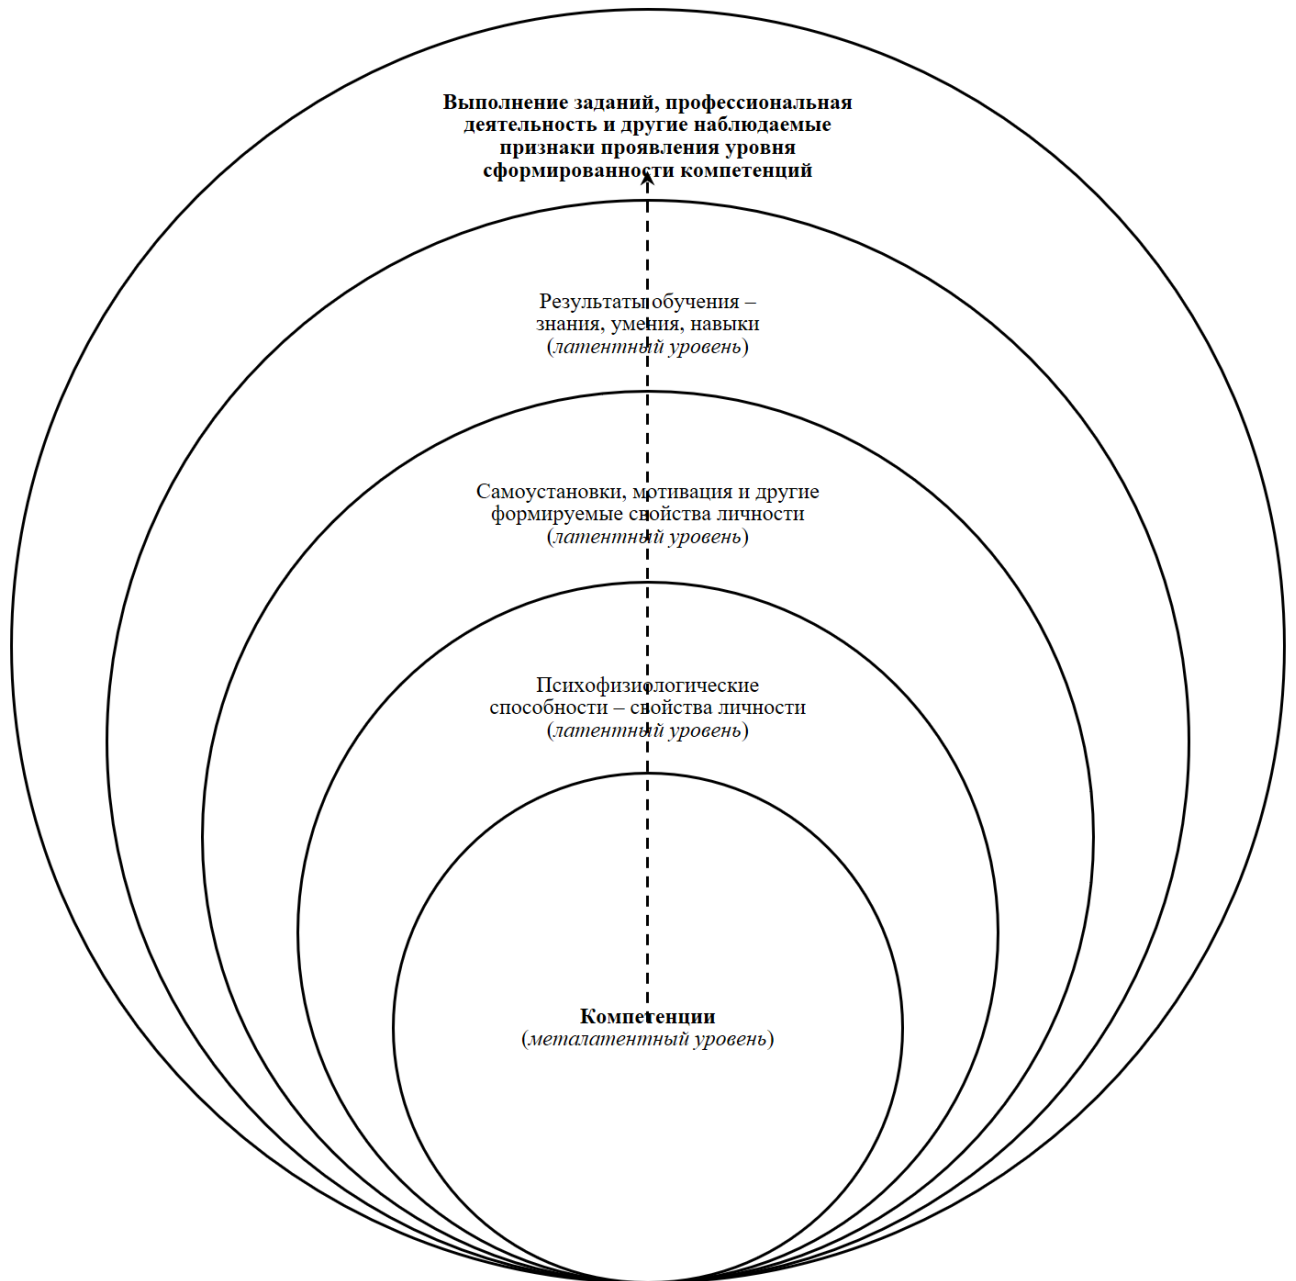 Выполнение заданий, профессиональная
деятельность и другие наблюдаемые
признаки проявления уровня
сформированности компетенций
Результаты обучения –
знания, умения, навыки
(латентный уровень)
Самоустановки, мотивация и другие
формируемые свойства личности
(латентный уровень)
Психофизиологические
способности – свойства личности
(латентный уровень)
Компетенции
(металатентный уровень)